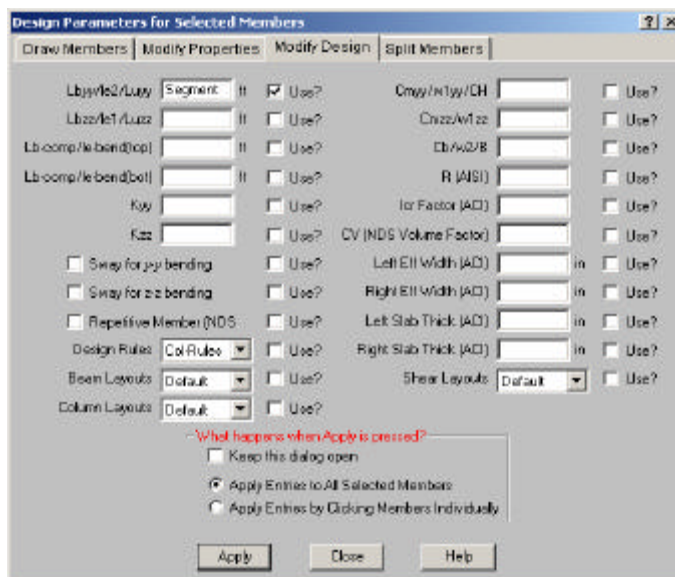 Design Parameters for Selected Members
Draw Members Modify Properties Modify Design Split Members
Lbyy/le2/Luyy Segment ft Use? Cmyy/w1yy/CH Use?
Lbzz/le1/Luzz ft Use? Cmzz/w1zz Use?
Lb-comp/le-bend(top) ft Use? Cb/w2/B Use?
Lb-comp/le-bend(bot) ft Use? R (AISI) Use?
Kyy Use? Icr Factor (ACI) Use?
Kzz Use? CV (NDS Volume Factor) Use?
Sway for y-y bending Use? Left Eff Width (ACI) in Use?
Sway for z-z bending Use? Right Eff Width (ACI) in Use?
Repetitive Member (NDS Use? Left Slab Thick (ACI) in Use?
Design Rules Col-Rules Use? Right Slab Thick (ACI) in Use?
Beam Layouts Default Use? Shear Layouts Default Use?
Column Layouts Default Use?
What happens when Apply is pressed?
Keep this dialog open
Apply Entries to All Selected Members
Apply Entries by Clicking Members Individually
Apply Close Help